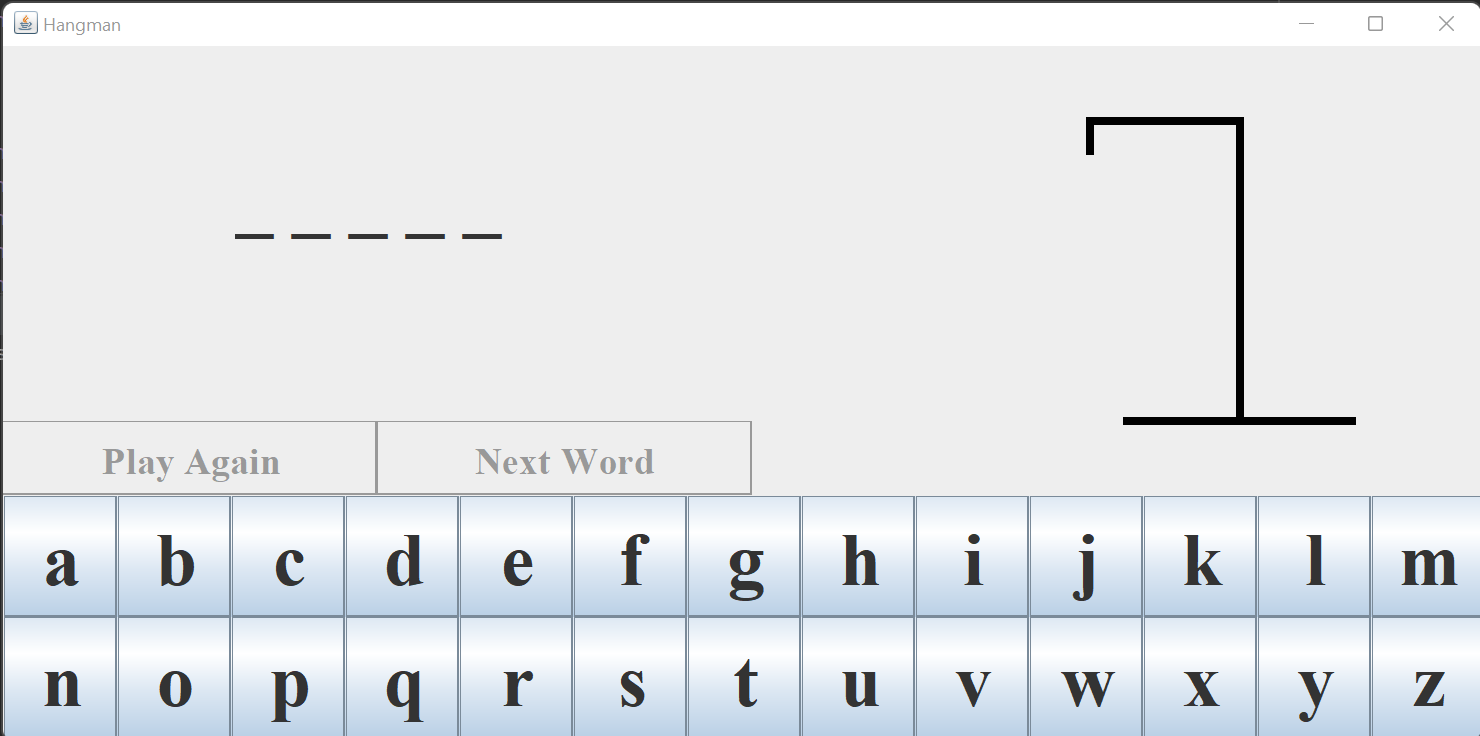 Hangman
_ _ _ _ _
Play Again Next Word
a b c d e f g h i j k l m
n o p q r s t u v w x y z